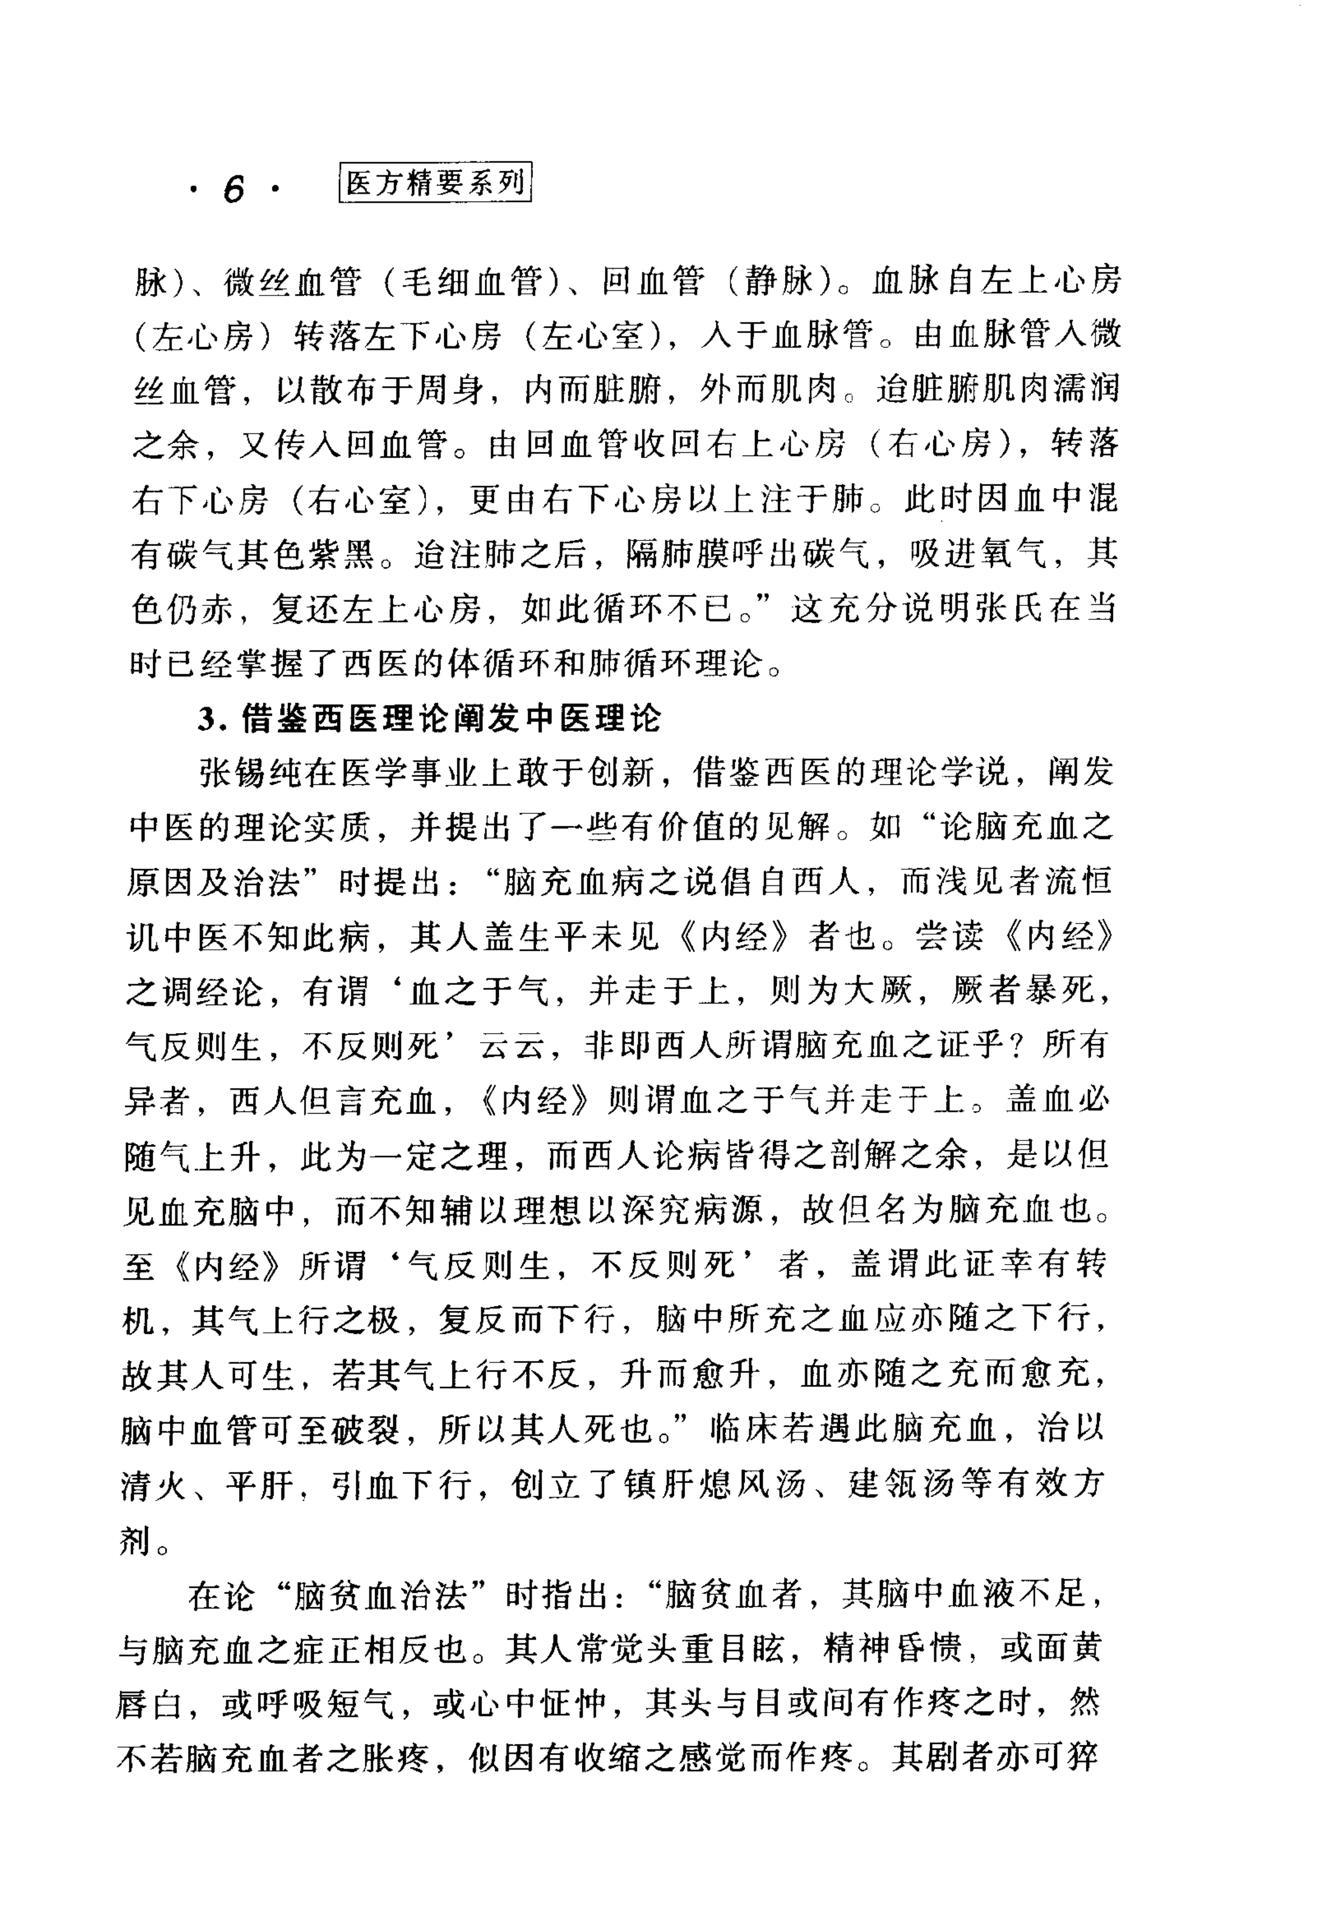 · 6 · 医方精要系列
脉)、微丝血管（毛细血管)、回血管（静脉)。血脉自左上心房
(左心房）转落左下心房（左心室)，入于血脉管。由血脉管入微
丝血管，以散布于周身，内而脏腑，外而肌肉。迨脏腑肌肉濡润
之余，又传入回血管。由回血管收回右上心房（右心房)，转落
右下心房（右心室)，更由右下心房以上注于肺。此时因血中混
有碳气其色紫黑。迨注肺之后，隔肺膜呼出碳气，吸进氧气，其
色仍赤，复还左上心房，如此循环不已。”这充分说明张氏在当
时已经掌握了西医的体循环和肺循环理论。
3. 借鉴西医理论阐发中医理论
张锡纯在医学事业上敢于创新，借鉴西医的理论学说，阐发
中医的理论实质，并提出了一些有价值的见解。如“论脑充血之
原因及治法”时提出：“脑充血病之说倡自西人，而浅见者流恒
讥中医不知此病，其人盖生平未见《内经》者也。尝读《内经》
之调经论，有谓‘血之于气，并走于上，则为大厥，厥者暴死，
气反则生，不反则死’云云，非即西人所谓脑充血之证乎？所有
异者，西人但言充血，《内经》则谓血之于气并走于上。盖血必
随气上升，此为一定之理，而西人论病皆得之剖解之余，是以但
见血充脑中，而不知辅以理想以深究病源，故但名为脑充血也。
至《内经》所谓‘气反则生，不反则死’者，盖谓此证幸有转
机，其气上行之极，复反而下行，脑中所充之血应亦随之下行，
故其人可生，若其气上行不反，升而愈升，血亦随之充而愈充，
脑中血管可至破裂，所以其人死也。”临床若遇此脑充血，治以
清火、平肝，引血下行，创立了镇肝熄风汤、建瓴汤等有效方
剂。
在论“脑贫血治法”时指出：“脑贫血者，其脑中血液不足，
与脑充血之症正相反也。其人常觉头重目眩，精神昏愦，或面黄
唇白，或呼吸短气，或心中怔忡，其头与目或间有作疼之时，然
不若脑充血者之胀疼，似因有收缩之感觉而作疼。其剧者亦可猝